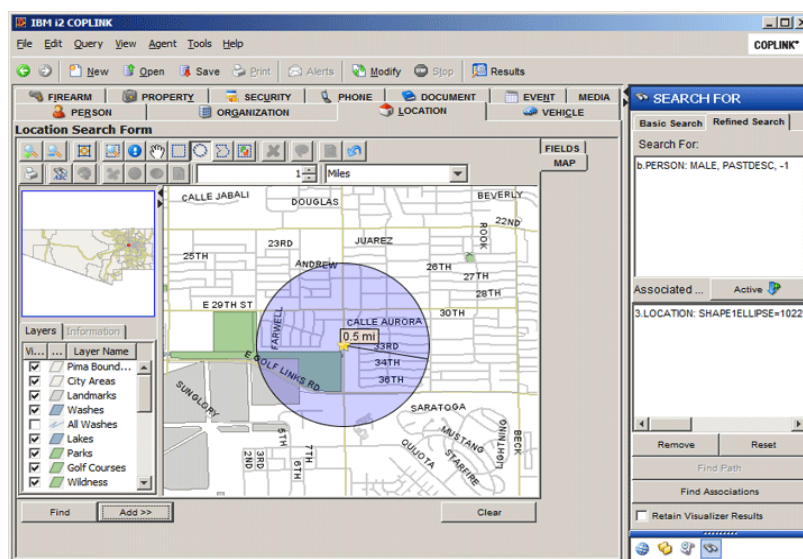 IBM i2 COPLINK
File Edit Query View Agent Tools Help
COPLINK
New Open Save Print Alerts Modify Stop Results
FIREARM PROPERTY SECURITY PHONE DOCUMENT EVENT MEDIA
PERSON ORGANIZATION LOCATION VEHICLE
Location Search Form
FIELDS
MAP
1 Miles
CALLE JABALI
DOUGLAS
BEVERLY
22ND
ROOK
23RD
JUAREZ
25TH
ANDREW
26TH
27TH
28TH
E 29TH ST
30TH
FARWELL
CALLE AURORA
0.5 mi
33RD
34TH
36TH
E GOLF LINKS RD
SUNGLORY
SARATOGA
5TH
7TH
2ND
3RD
6TH
MUSTANG
STARFIRE
LIGHTNING
BECK
Layers Information
Vi... ... Layer Name
Pima Bound...
City Areas
Landmarks
Washes
All Washes
Lakes
Parks
Golf Courses
Wildness
Find Add >> Clear
SEARCH FOR
Basic Search Refined Search
Search For:
b.PERSON: MALE, PASTDESC, -1
Associated ... Active
3.LOCATION: SHAPE1ELLIPSE=1022
Remove Reset
Find Path
Find Associations
Retain Visualizer Results